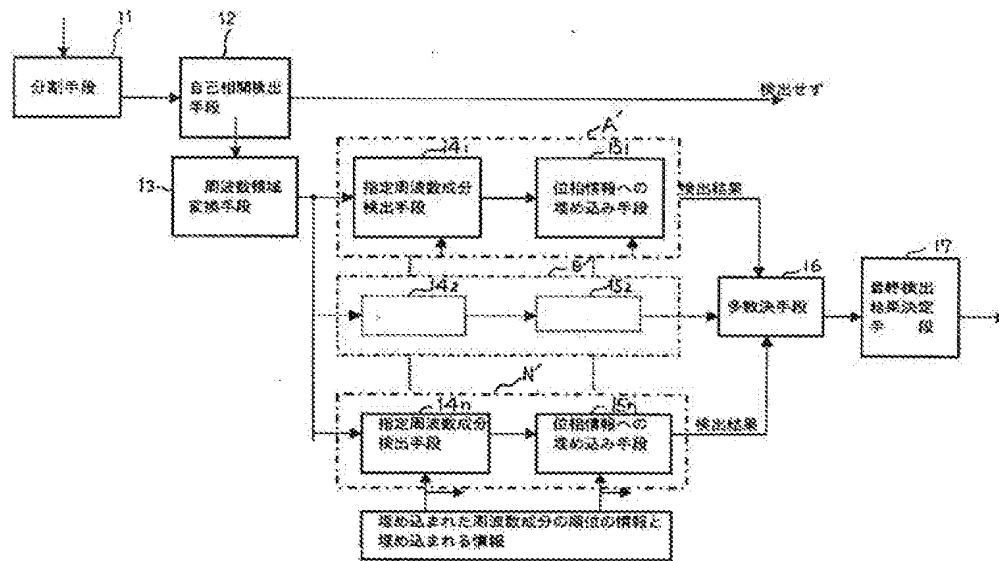 11
12
分割手段
自己相関検出
手段
検出せず
A'
14₁
15₁
13
周波数領域
変換手段
指定周波数成分
検出手段
位相情報への
埋め込み手段
検出結果
B'
14₂
15₂
16
多数決手段
17
最終検出
結果決定
手 段
N'
14n
15n
指定周波数成分
検出手段
位相情報への
埋め込み手段
検出結果
埋め込まれた周波数成分の順位の情報と
埋め込まれる情報